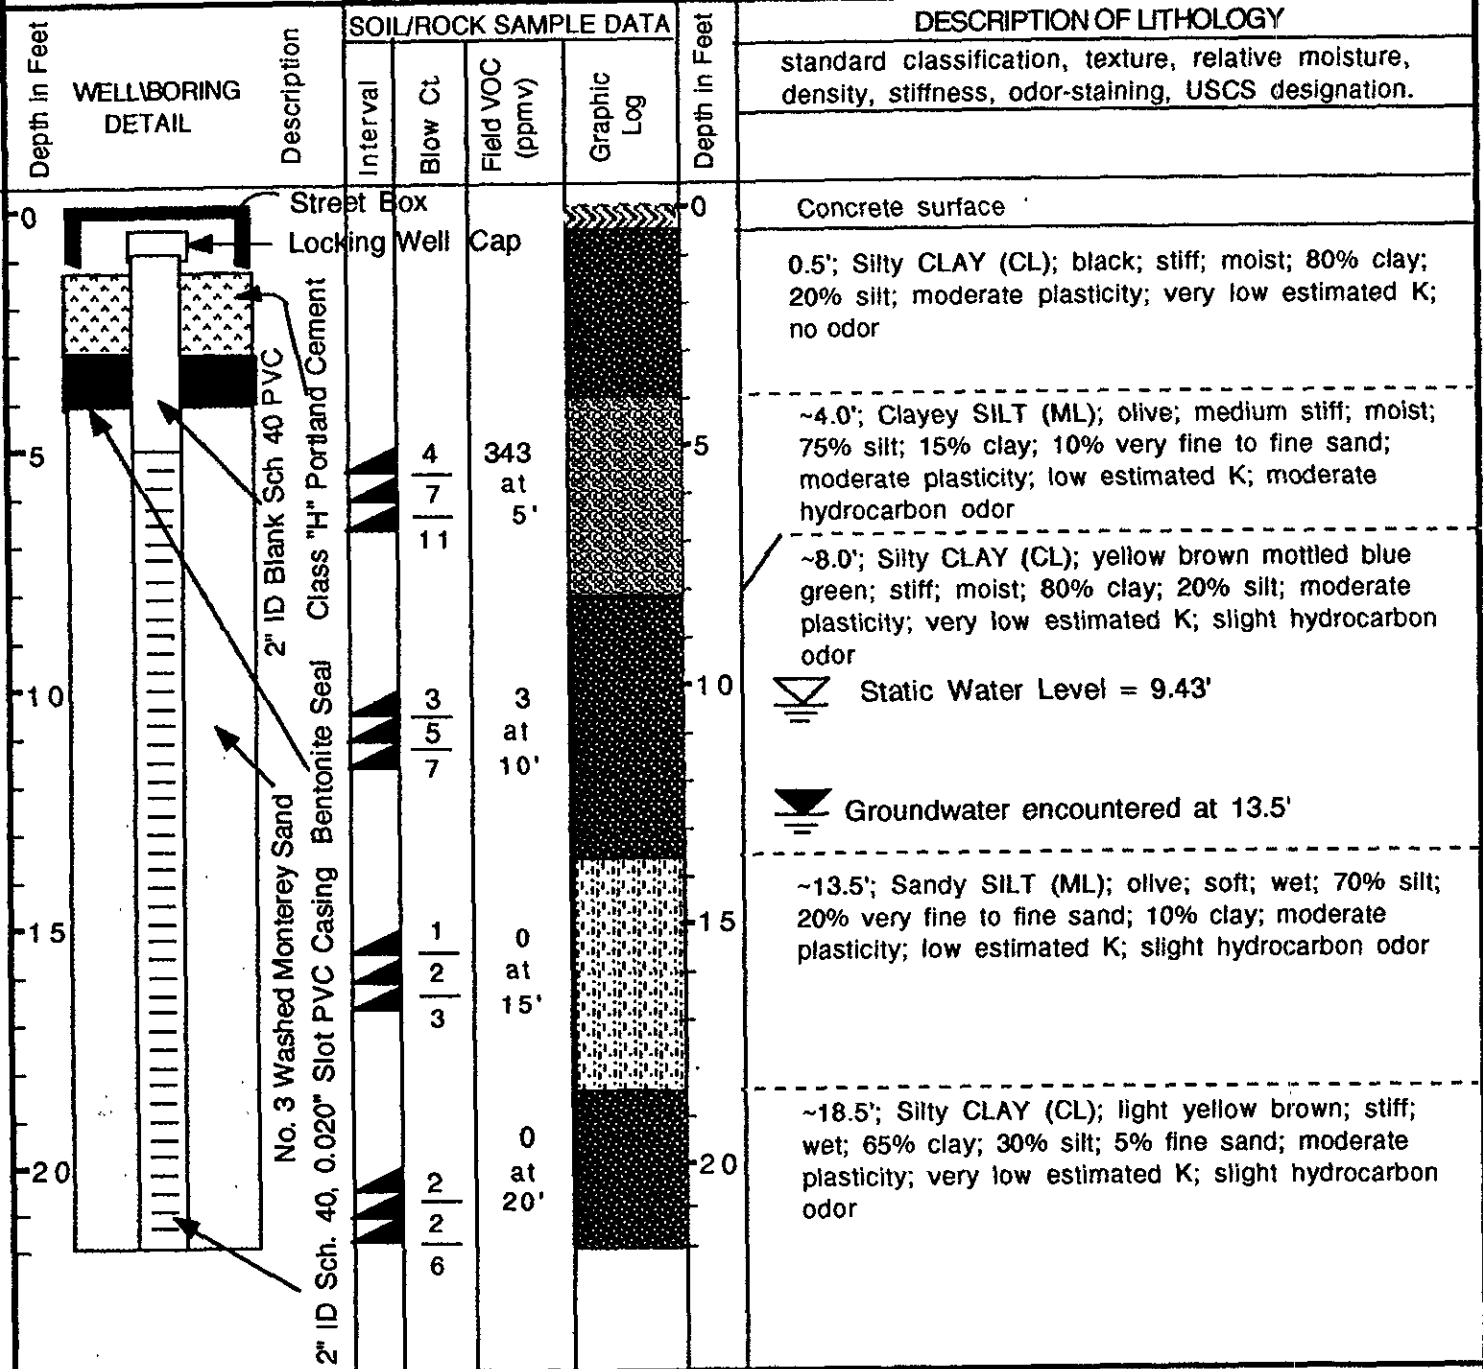 SOIL/ROCK SAMPLE DATA
DESCRIPTION OF LITHOLOGY
Depth in Feet
WELL\BORING
DETAIL
Description
Interval
Blow Ct.
Field VOC
(ppmv)
Graphic
Log
Depth in Feet
standard classification, texture, relative moisture,
density, stiffness, odor-staining, USCS designation.
0
Street Box
Locking Well Cap
0
Concrete surface
0.5'; Silty CLAY (CL); black; stiff; moist; 80% clay;
20% silt; moderate plasticity; very low estimated K;
no odor
~4.0'; Clayey SILT (ML); olive; medium stiff; moist;
75% silt; 15% clay; 10% very fine to fine sand;
moderate plasticity; low estimated K; moderate
hydrocarbon odor
5
4
7
11
343
at
5'
5
~8.0'; Silty CLAY (CL); yellow brown mottled blue
green; stiff; moist; 80% clay; 20% silt; moderate
plasticity; very low estimated K; slight hydrocarbon
odor
10
3
5
7
3
at
10'
10
Static Water Level = 9.43'
Groundwater encountered at 13.5'
~13.5'; Sandy SILT (ML); olive; soft; wet; 70% silt;
20% very fine to fine sand; 10% clay; moderate
plasticity; low estimated K; slight hydrocarbon odor
15
1
2
3
0
at
15'
15
~18.5'; Silty CLAY (CL); light yellow brown; stiff;
wet; 65% clay; 30% silt; 5% fine sand; moderate
plasticity; very low estimated K; slight hydrocarbon
odor
20
2
2
6
0
at
20'
20
2" ID Blank Sch 40 PVC
No. 3 Washed Monterey Sand
Class "H" Portland Cement
Bentonite Seal
2" ID Sch. 40, 0.020" Slot PVC Casing